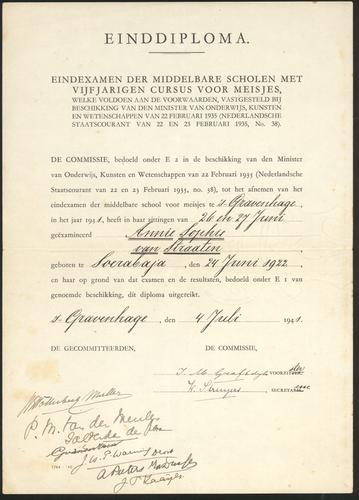 EINDDIPLOMA.
EINDEXAMEN DER MIDDELBARE SCHOLEN MET
VIJFJARIGEN CURSUS VOOR MEISJES,
WELKE VOLDOEN AAN DE VOORWAARDEN, VASTGESTELD BIJ
BESCHIKKING VAN DEN MINISTER VAN ONDERWIJS, KUNSTEN
EN WETENSCHAPPEN VAN 22 FEBRUARI 1935 (NEDERLANDSCHE
STAATSCOURANT VAN 22 EN 23 FEBRUARI 1935, No. 38).
DE COMMISSIE, bedoeld onder E 2 in de beschikking van den Minister
van Onderwijs, Kunsten en Wetenschappen van 22 Februari 1935 (Nederlandsche
Staatscourant van 22 en 23 Februari 1935, no. 38), tot het afnemen van het
eindexamen der middelbare school voor meisjes te s-Gravenhage
in het jaar 1941, heeft in haar zittingen van 26 en 27 Juni
geëxamineerd Annie Sophie
van Straaten
geboren te Soerabaja, den 24 Juni 1922
en haar op grond van dat examen en de resultaten, bedoeld onder E 1 van
genoemde beschikking, dit diploma uitgereikt.
s-Gravenhage, den 4 Juli 1941
DE GECOMMITTEERDEN, DE COMMISSIE,
VOORZITster
SECRETAResse
P. M. van der Meulen